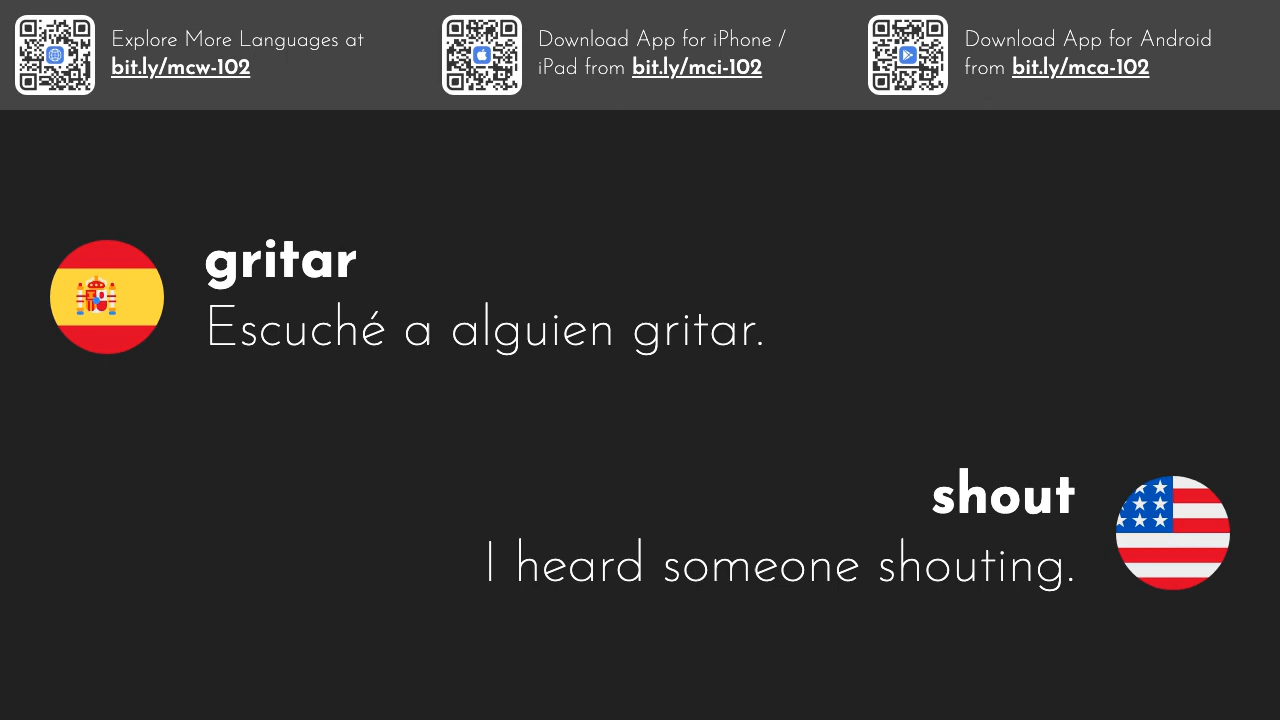 Explore More Languages at
bit.ly/mcw-102
Download App for iPhone /
iPad from bit.ly/mci-102
Download App for Android
from bit.ly/mca-102
gritar
Escuché a alguien gritar.
shout
I heard someone shouting.